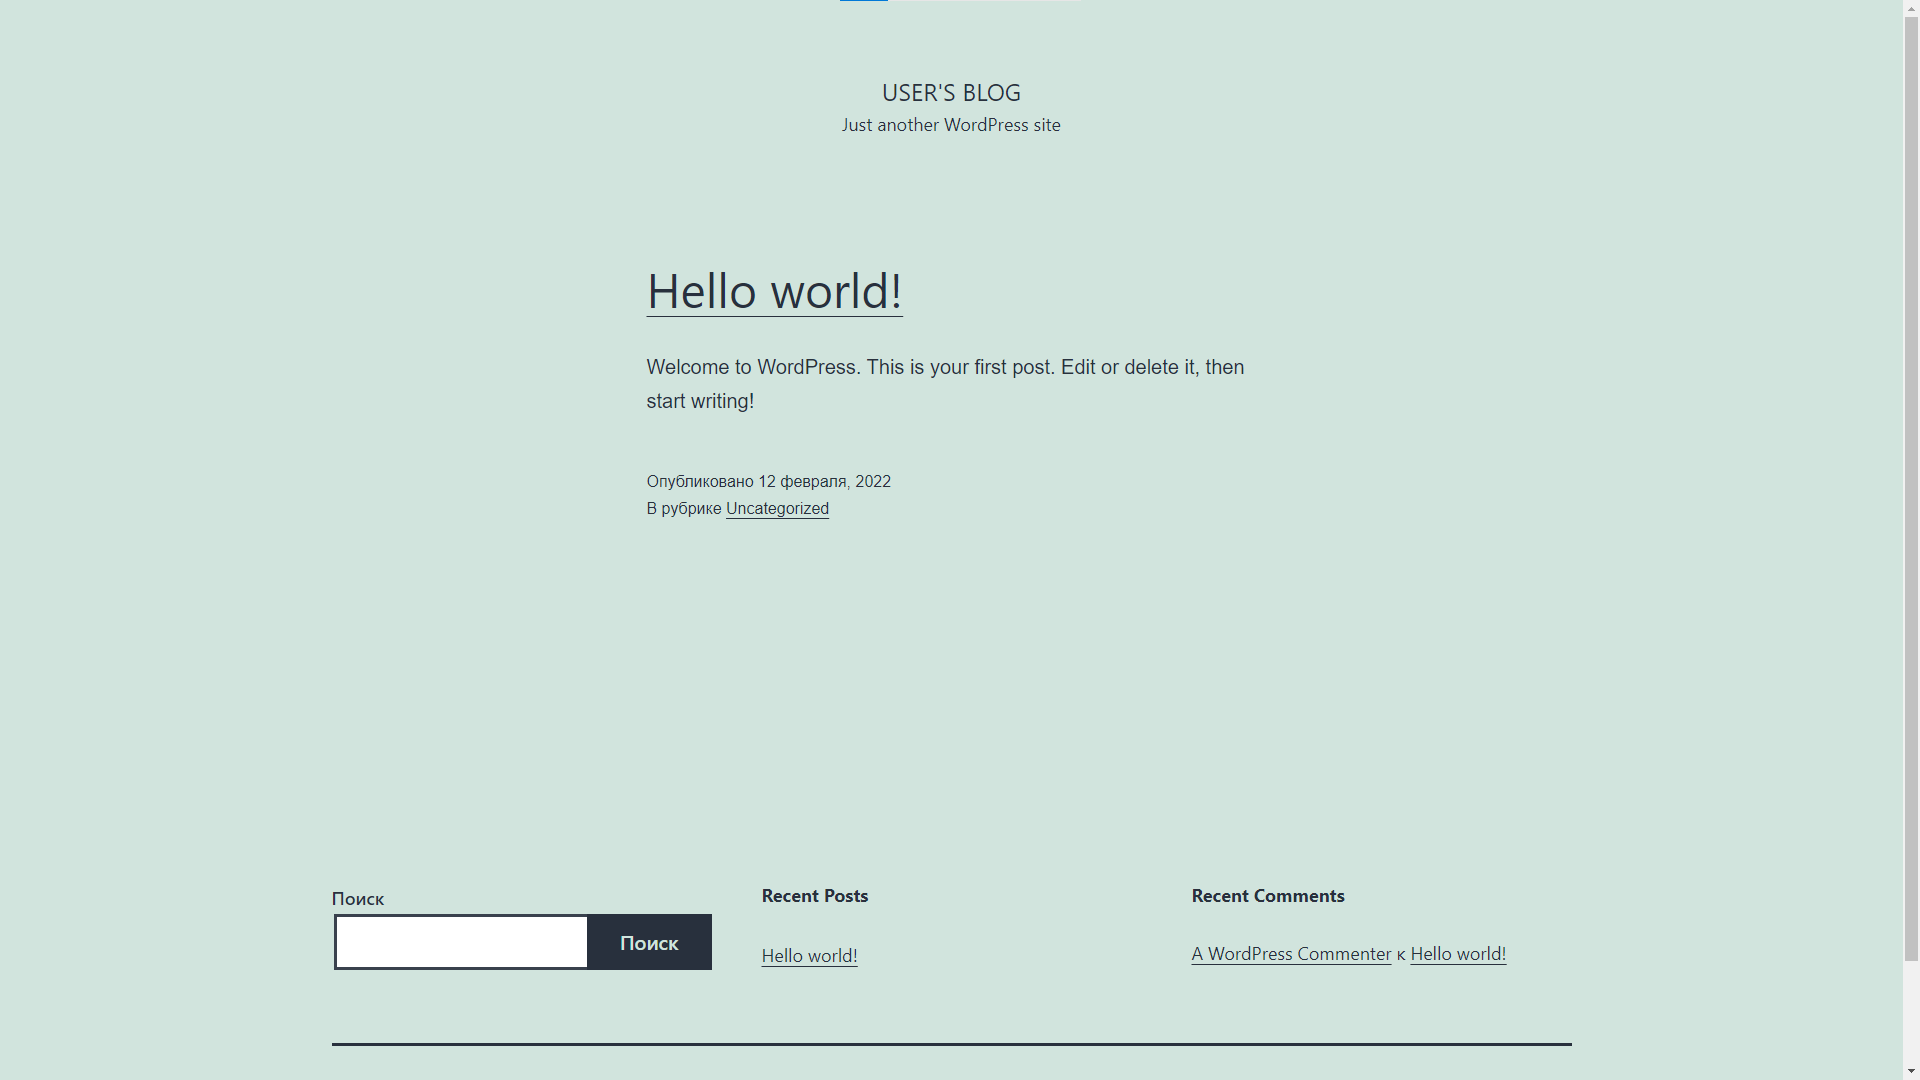 USER'S BLOG
Just another WordPress site
Hello world!
Welcome to WordPress. This is your first post. Edit or delete it, then
start writing!
Опубликовано 12 февраля, 2022
В рубрике Uncategorized
Поиск
Поиск
Recent Posts
Hello world!
Recent Comments
A WordPress Commenter к Hello world!